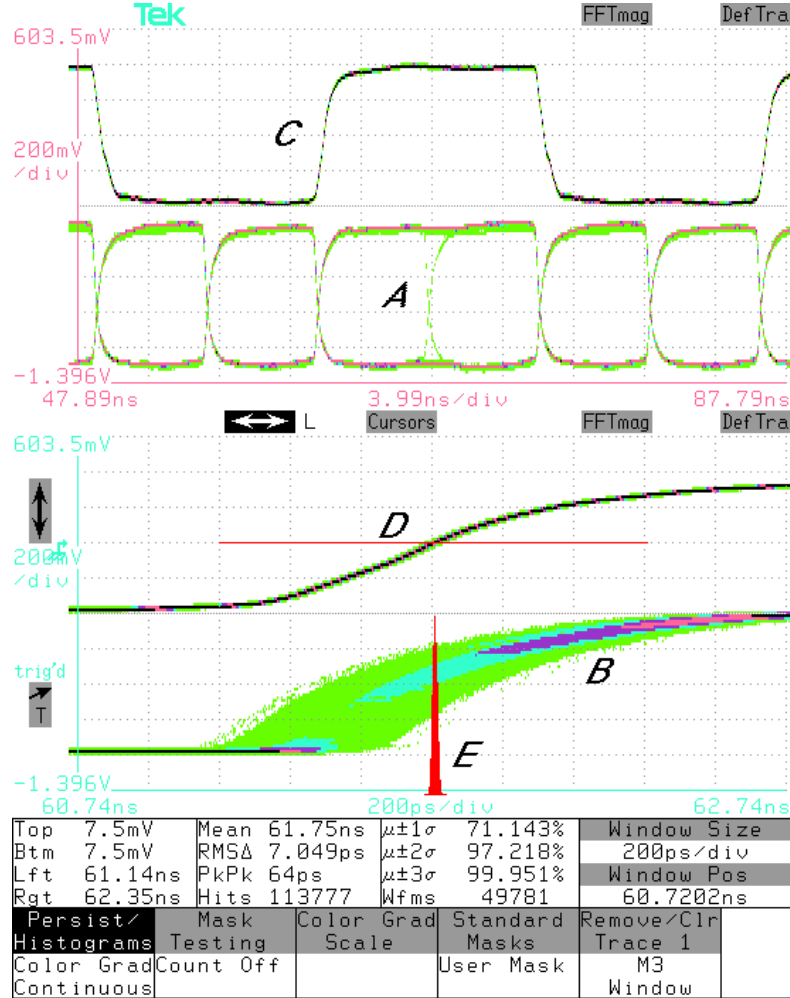 Tek FFTmag DefTra
603.5mV
C
200mV
/div
A
-1.396V
47.89ns 3.99ns/div 87.79ns
L Cursors FFTmag DefTra
603.5mV
D
200mV
/div
trig'd
T
B
E
-1.396V
60.74ns 200ps/div 62.74ns
Top 7.5mV Mean 61.75ns µ±1σ 71.143% Window Size
Btm 7.5mV RMSΔ 7.049ps µ±2σ 97.218% 200ps/div
Lft 61.14ns PkPk 64ps µ±3σ 99.951% Window Pos
Rgt 62.35ns Hits 113777 Wfms 49781 60.7202ns
Persist/ Mask Color Grad Standard Remove/Clr
Histograms Testing Scale Masks Trace 1
Color Grad Count Off User Mask M3
Continuous Window